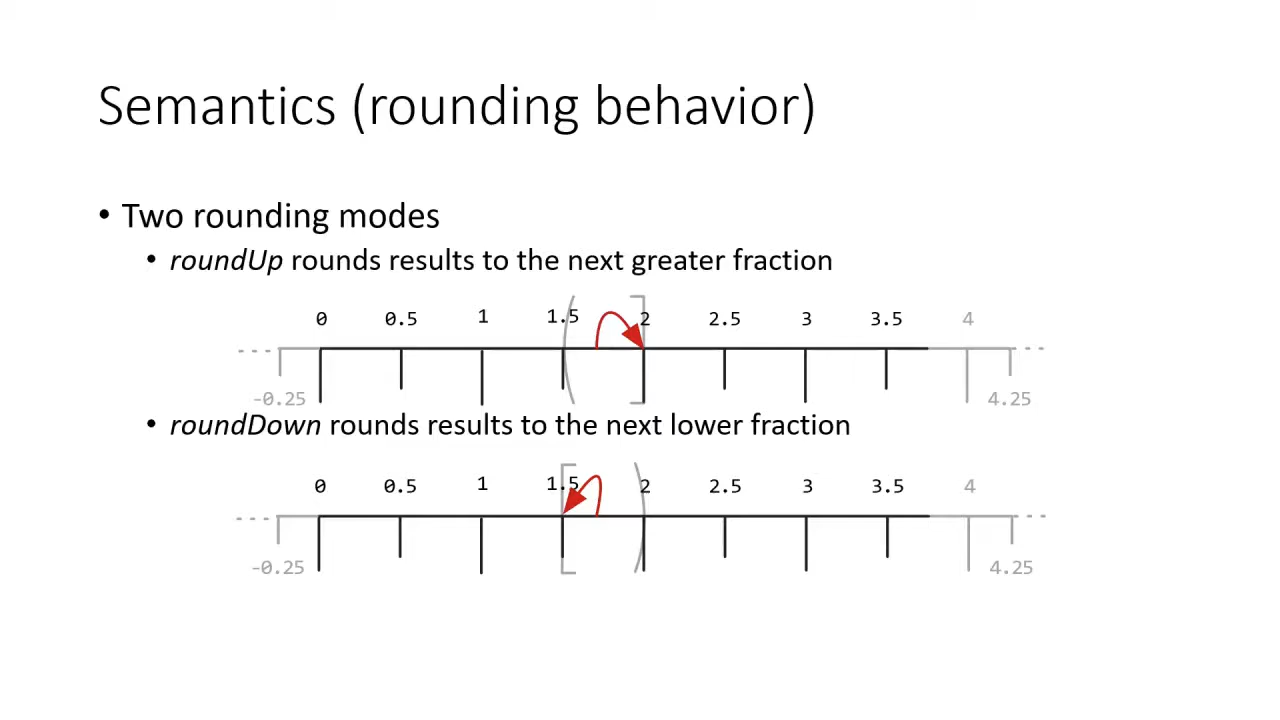 Semantics (rounding behavior)
• Two rounding modes
• roundUp rounds results to the next greater fraction
0 0.5 1 1.5 2 2.5 3 3.5 4
-0.25 4.25
• roundDown rounds results to the next lower fraction
0 0.5 1 1.5 2 2.5 3 3.5 4
-0.25 4.25